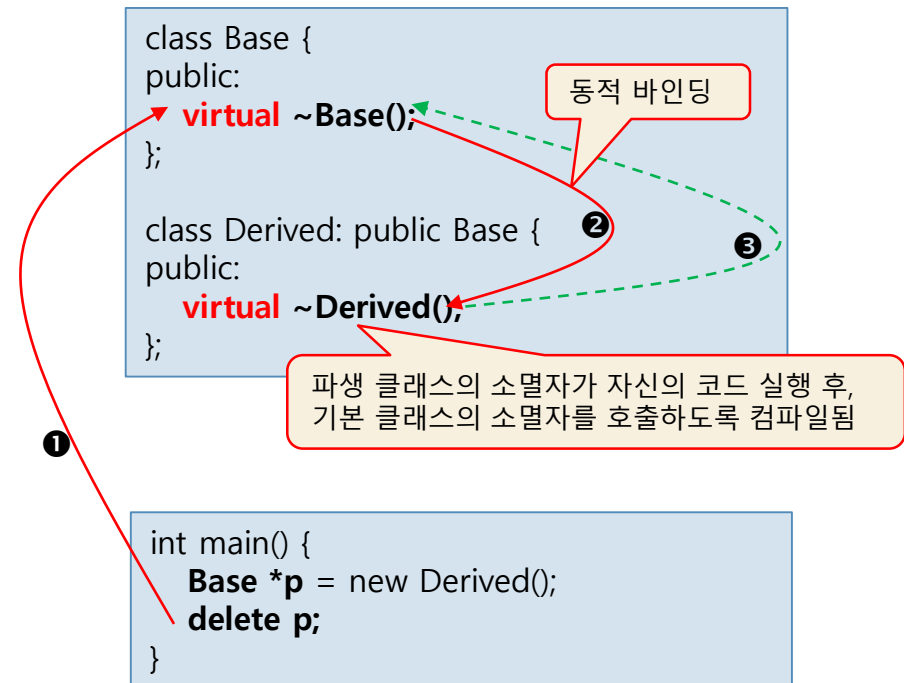 class Base {
public:
virtual ~Base();
동적 바인딩
};
class Derived: public Base {
❷
❸
public:
virtual ~Derived();
};
파생 클래스의 소멸자가 자신의 코드 실행 후,
기본 클래스의 소멸자를 호출하도록 컴파일됨
❶
int main() {
Base *p = new Derived();
delete p;
}